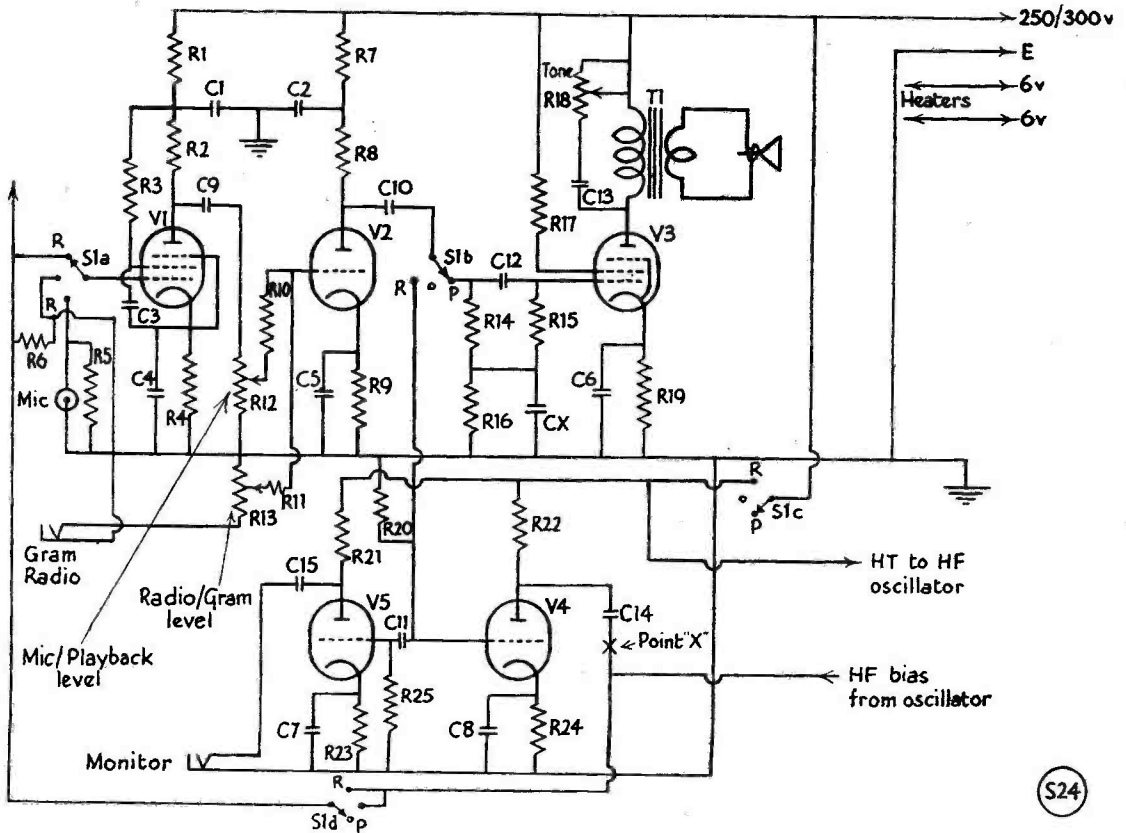 250/300v
E
6v
Heaters
6v
R1
C1
C2
R7
Tone
R18
T1
R2
R8
R3
C9
C10
C13
R17
V1
V2
V3
R
S1a
S1b
C12
R
P
R
C3
R10
R14
R15
R6
R5
C4
R4
R12
C5
R9
R16
CX
C6
R19
Mic
R
P
S1c
R13
R11
R20
R22
R21
Gram
Radio
C15
HT to HF
oscillator
Radio/Gram
level
V5
V4
C11
C14
Point "X"
Mic/Playback
level
HF bias
from oscillator
R25
C7
R23
C8
R24
Monitor
R
S1d
P
S24